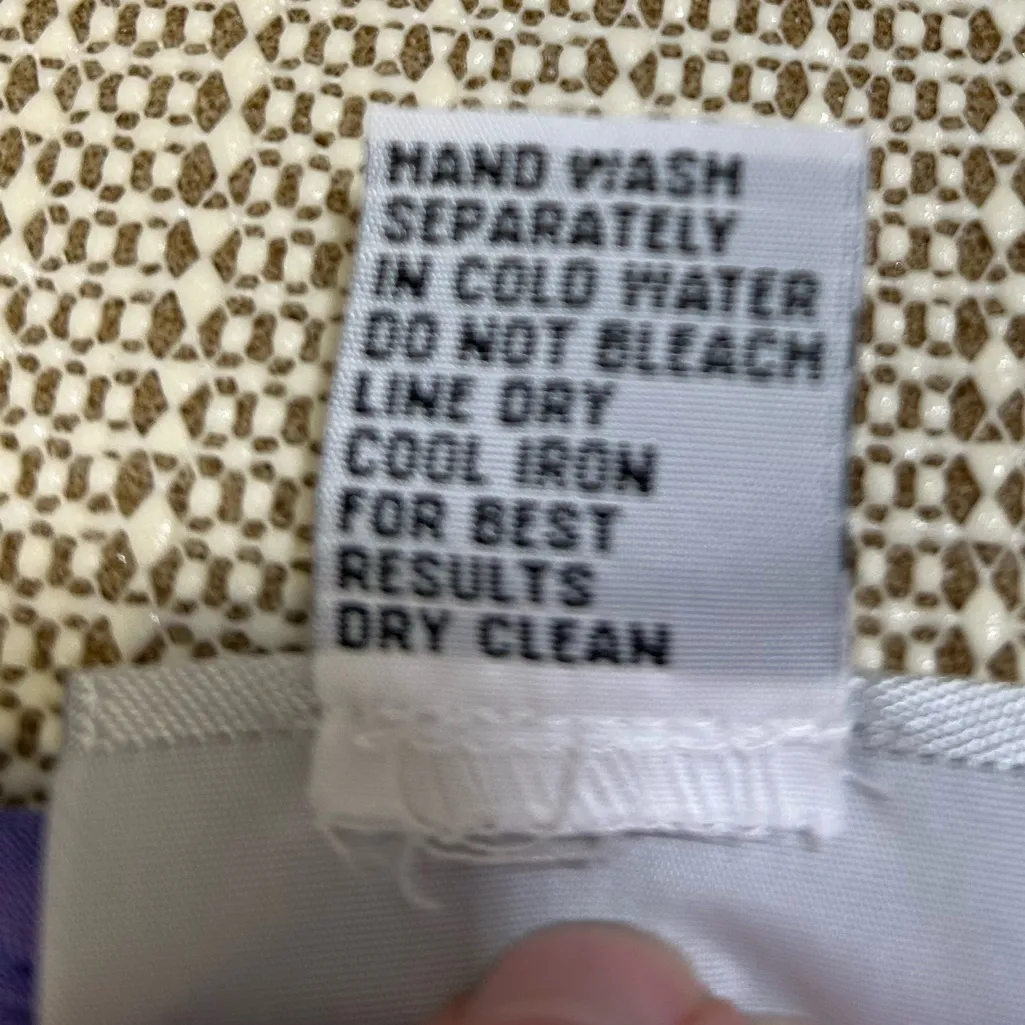 HAND WASH
SEPARATELY
IN COLD WATER
DO NOT BLEACH
LINE DRY
COOL IRON
FOR BEST
RESULTS
DRY CLEAN